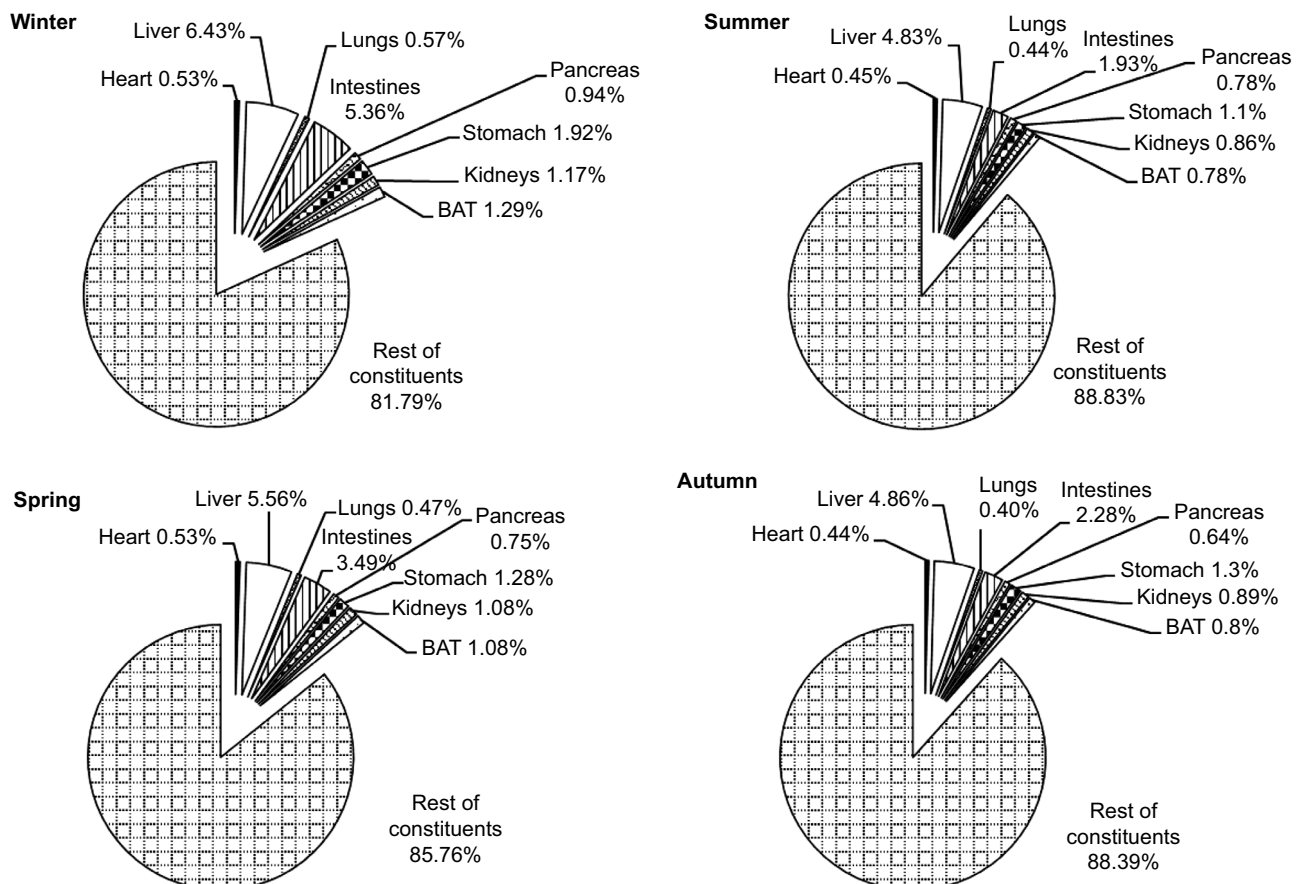 Winter
Liver 6.43%
Lungs 0.57%
Heart 0.53%
Intestines
5.36%
Pancreas
0.94%
Stomach 1.92%
Kidneys 1.17%
BAT 1.29%
Rest of
constituents
81.79%
Summer
Liver 4.83%
Lungs
0.44%
Heart 0.45%
Intestines
1.93%
Pancreas
0.78%
Stomach 1.1%
Kidneys 0.86%
BAT 0.78%
Rest of
constituents
88.83%
Spring
Liver 5.56%
Lungs 0.47%
Heart 0.53%
Intestines
3.49%
Pancreas
0.75%
Stomach 1.28%
Kidneys 1.08%
BAT 1.08%
Rest of
constituents
85.76%
Autumn
Liver 4.86%
Lungs
0.40%
Heart 0.44%
Intestines
2.28%
Pancreas
0.64%
Stomach 1.3%
Kidneys 0.89%
BAT 0.8%
Rest of
constituents
88.39%